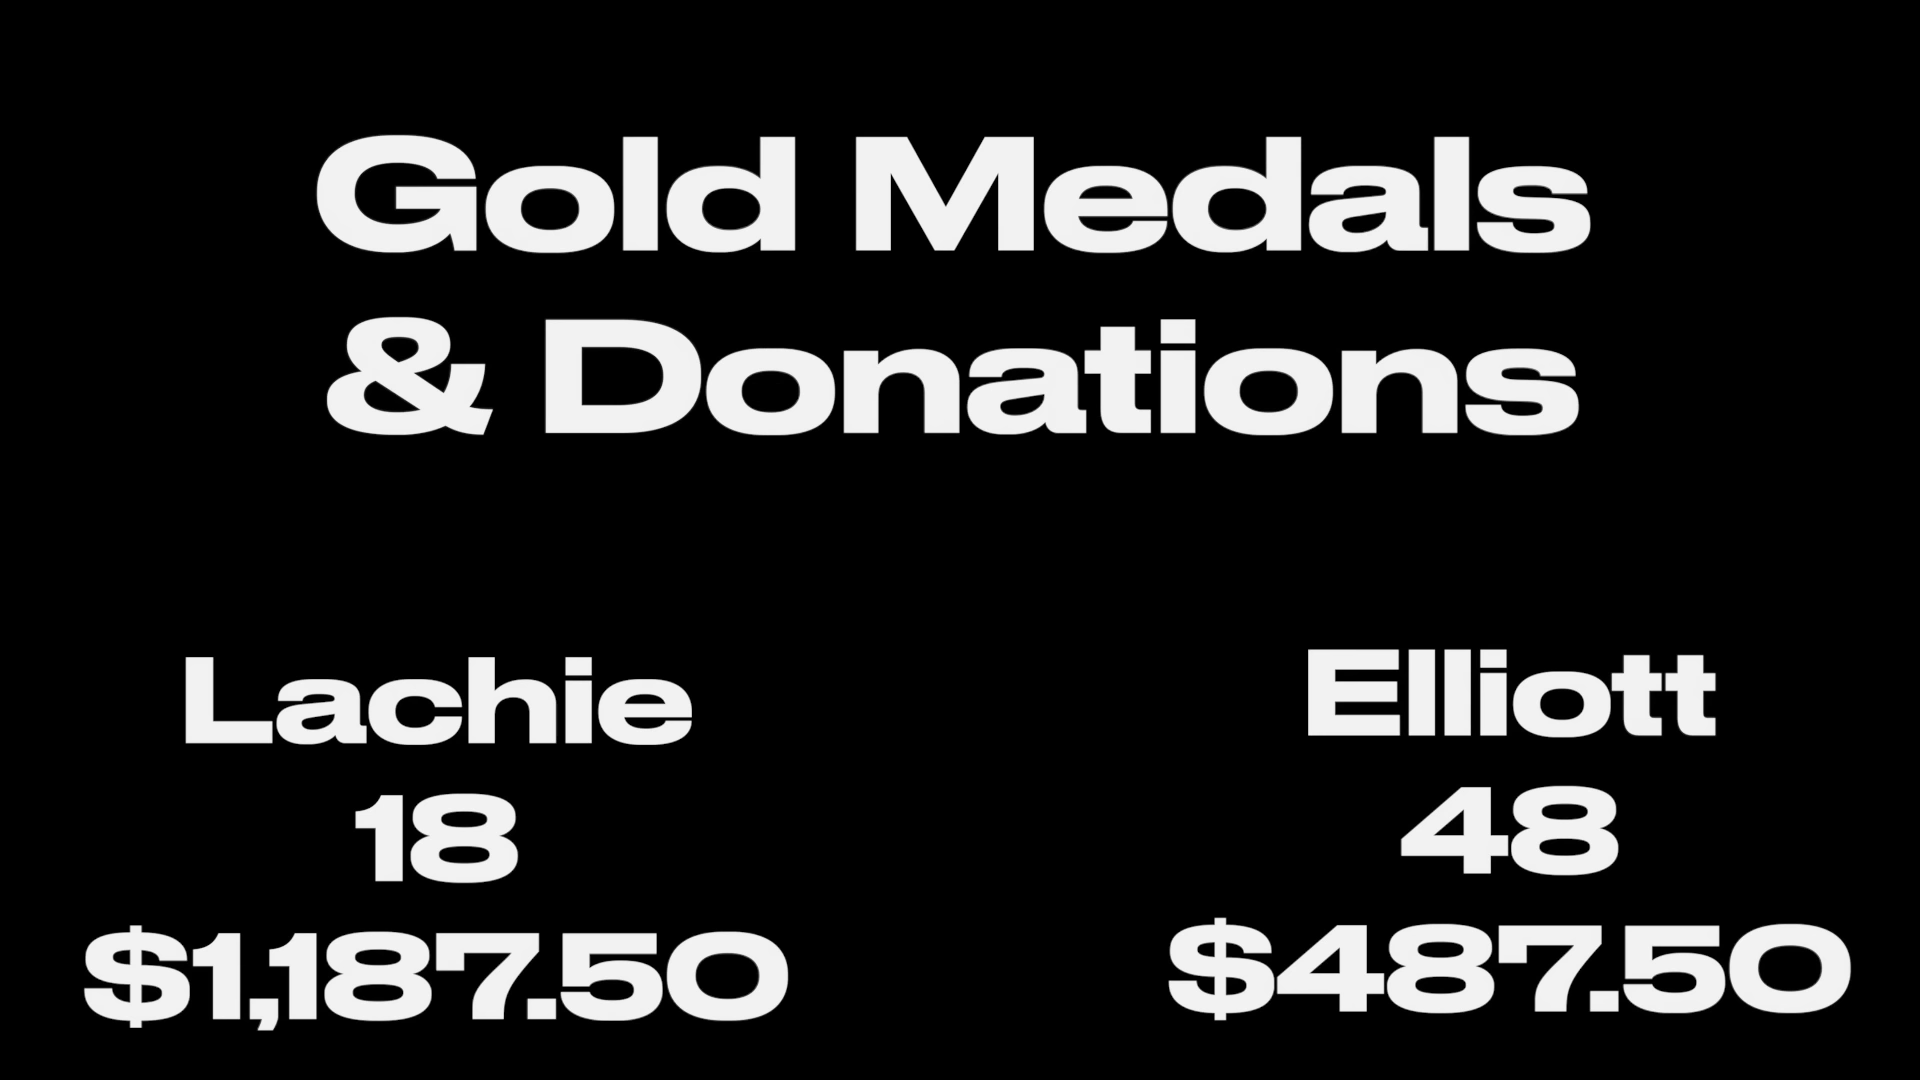 Gold Medals
& Donations
Lachie
18
$1,187.50
Elliott
48
$487.50